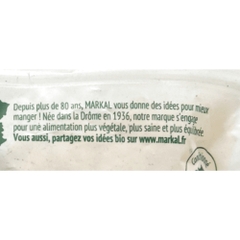 Depuis plus de 80 ans, MARKAL vous donne des idées pour mieux
manger ! Née dans la Drôme en 1936, notre marque s'engage
pour une alimentation plus végétale, plus saine et plus équilibrée.
Vous aussi, partagez vos idées bio sur www.markal.fr